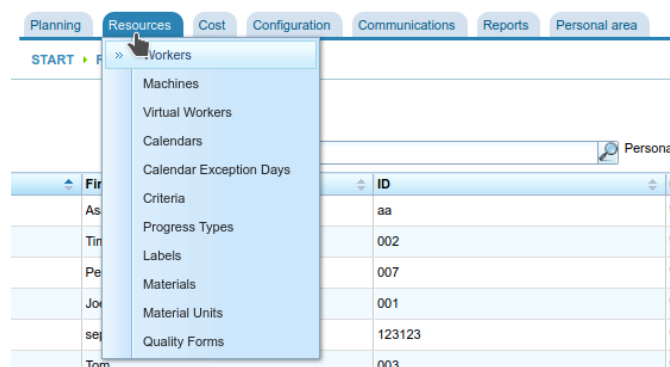 Planning Resources Cost Configuration Communications Reports Personal area
START
» Workers
Machines
Virtual Workers
Calendars
Calendar Exception Days
Criteria
Progress Types
Labels
Materials
Material Units
Quality Forms
ID
aa
002
007
001
123123
Tom 003